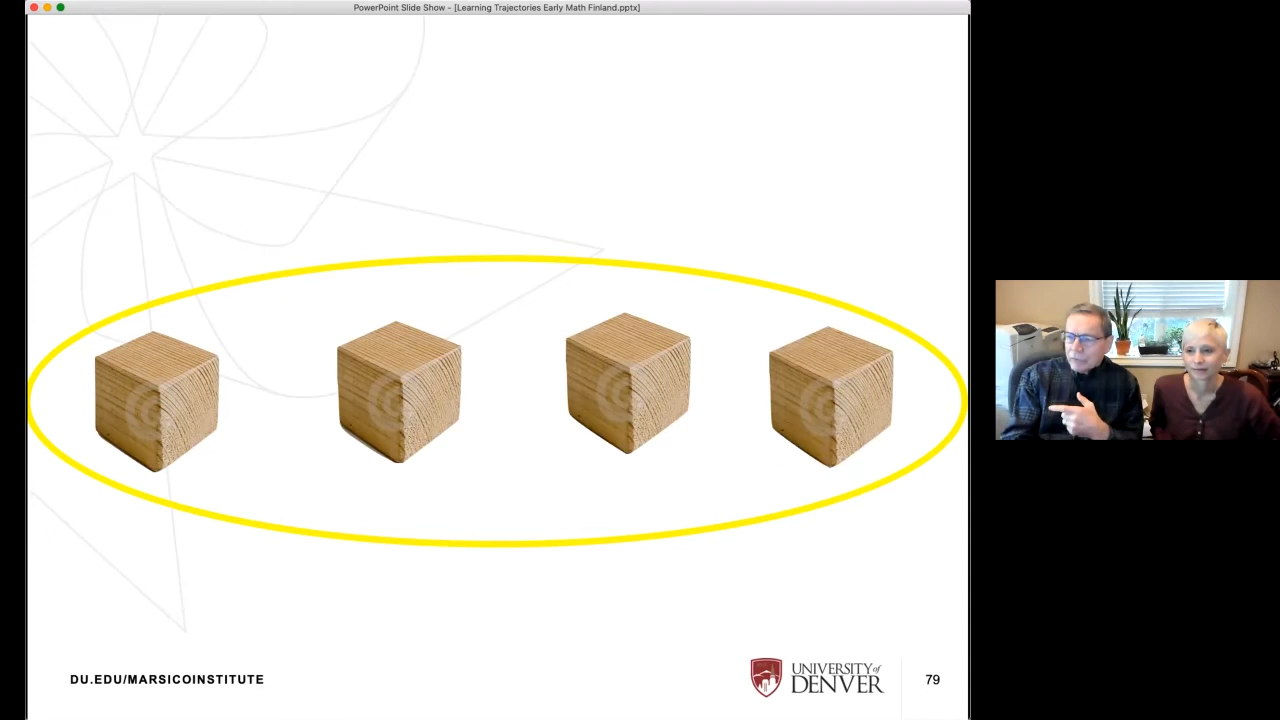 PowerPoint Slide Show - [Learning Trajectories Early Math Finland.pptx]
DU.EDU/MARSICOINSTITUTE
UNIVERSITY of
DENVER
79